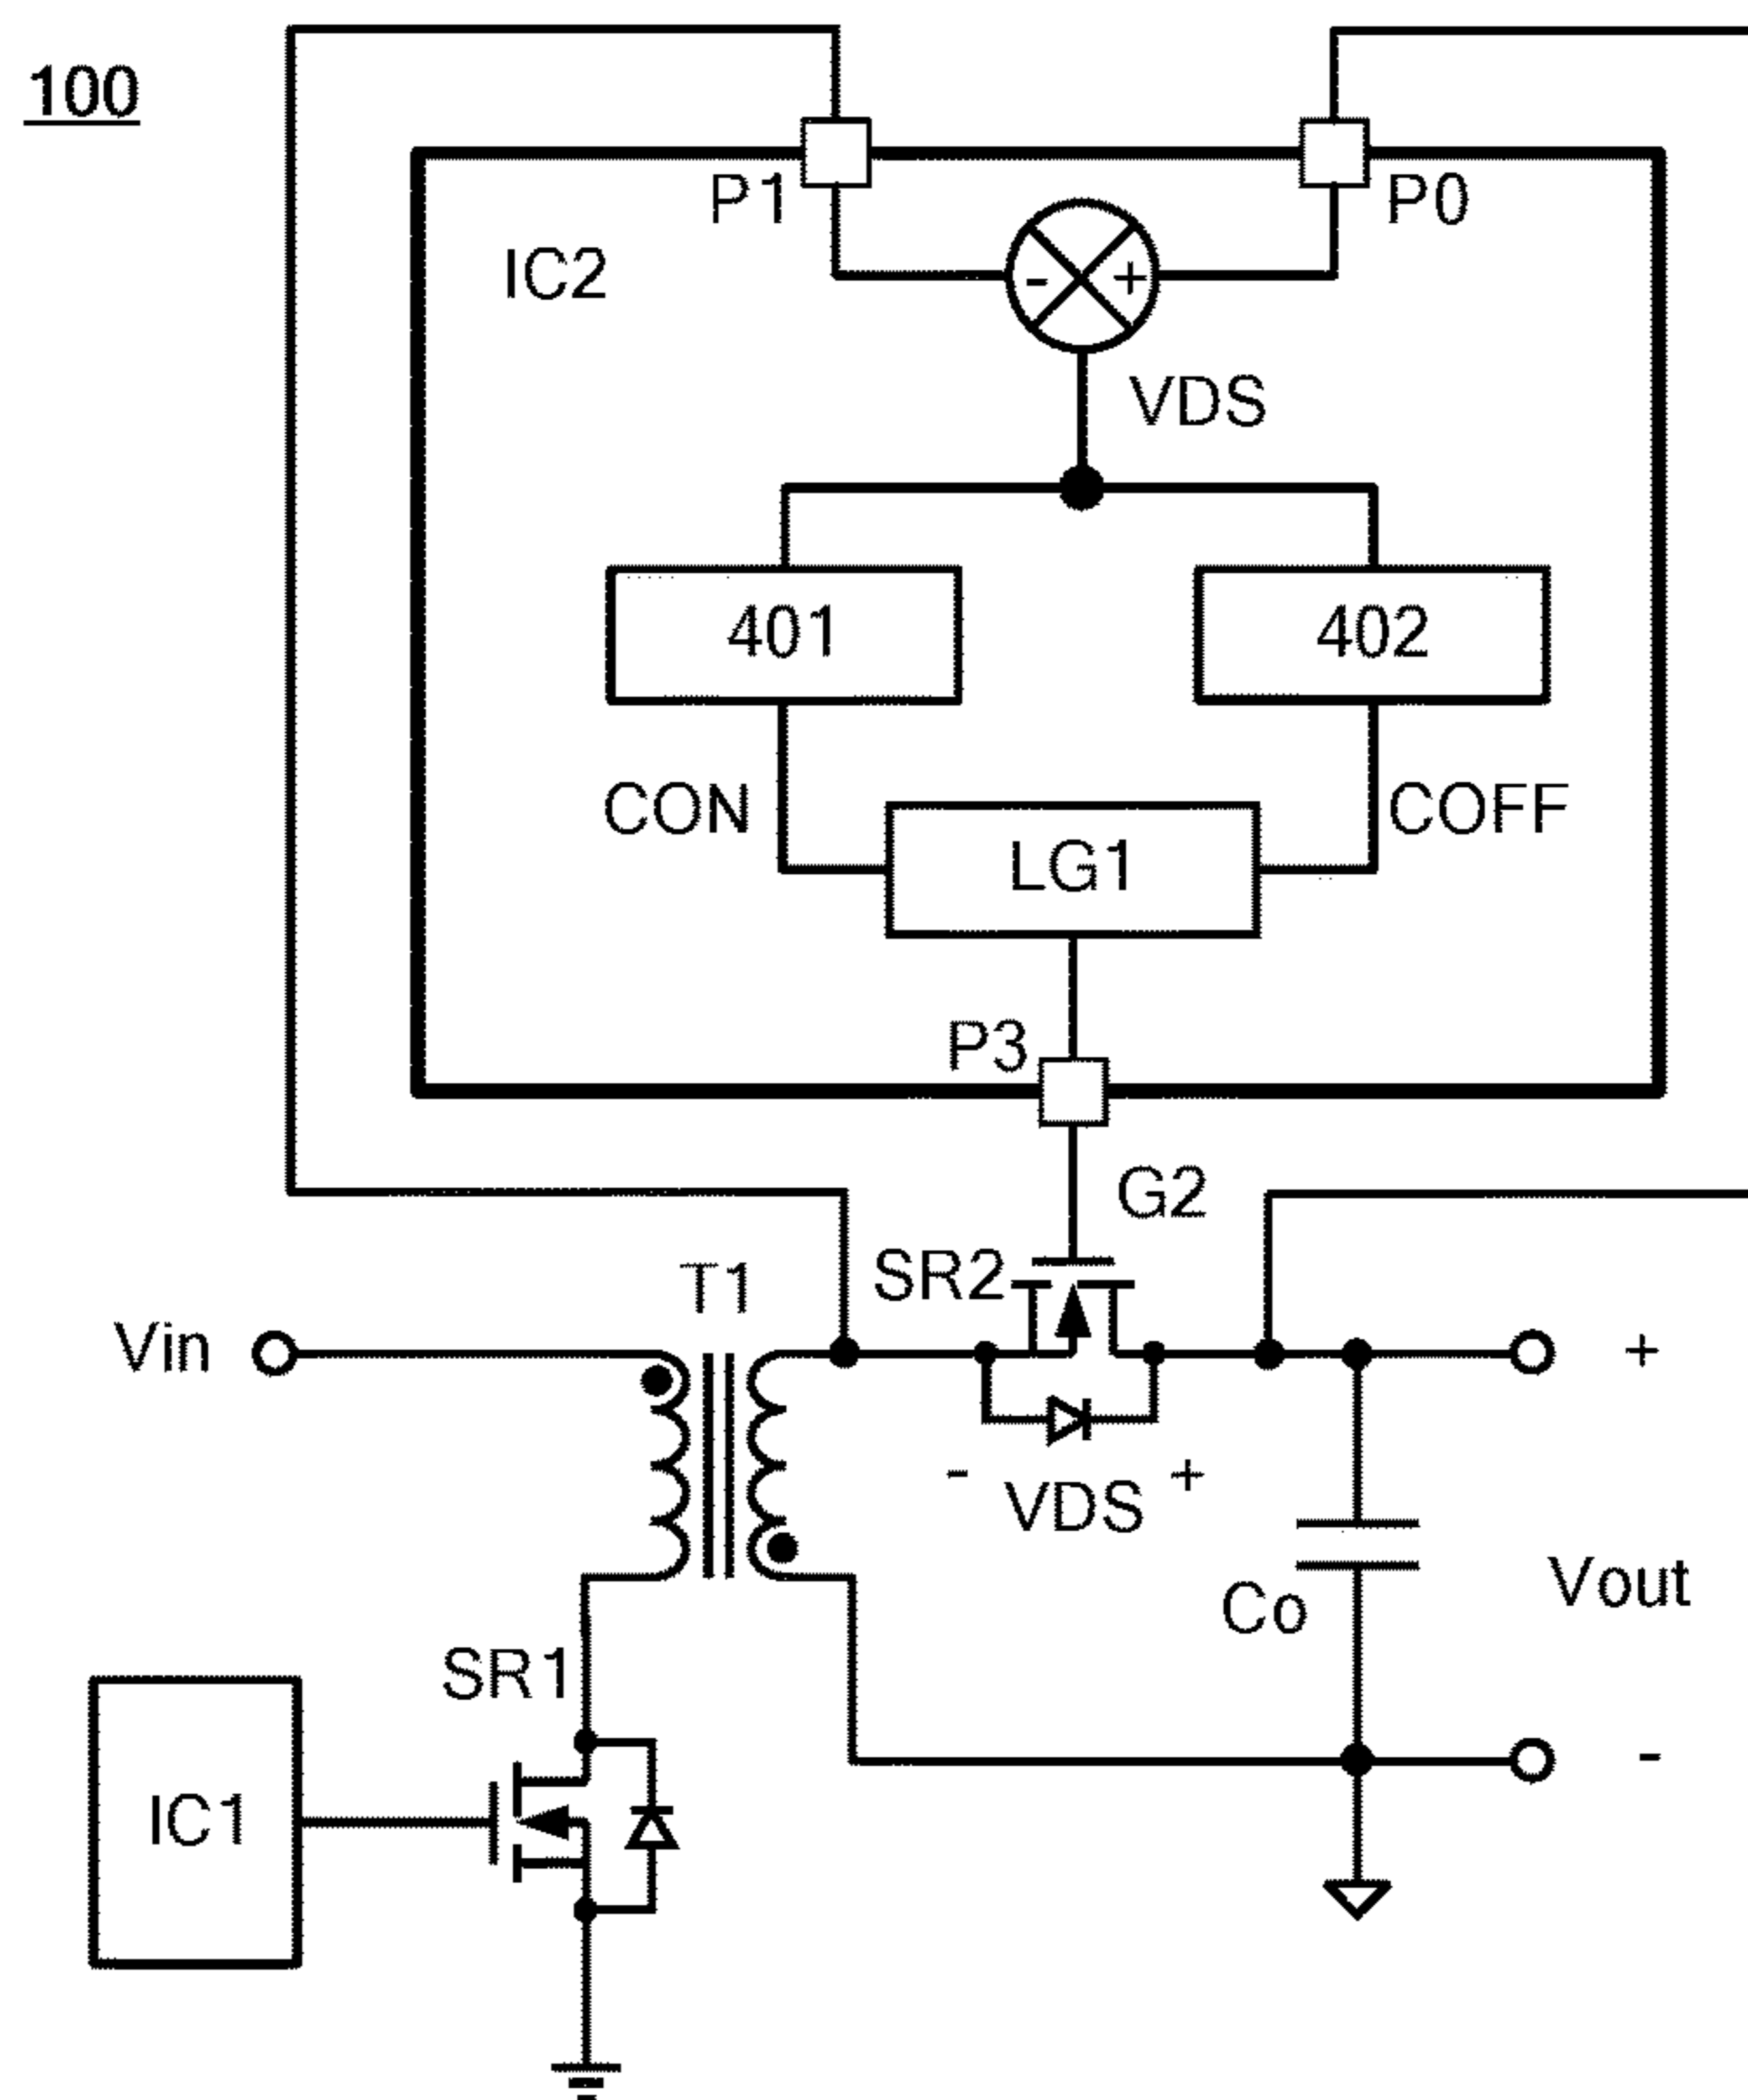 100
P1
P0
IC2
- +
VDS
401
402
CON
COFF
LG1
P3
G2
SR2
T1
Vin
+
- +
VDS
Vout
Co
SR1
-
IC1